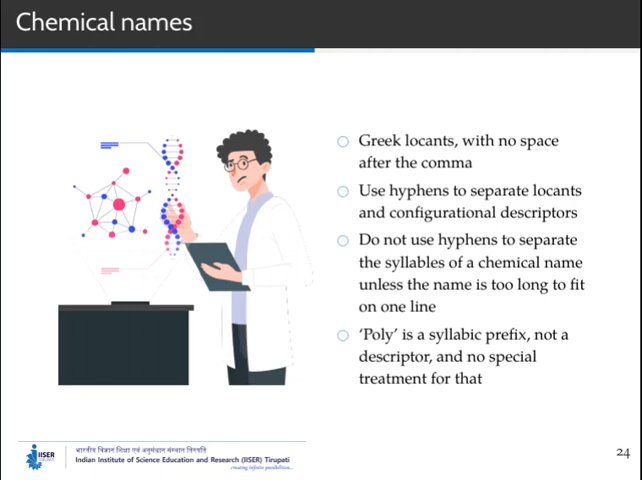 Chemical names
Greek locants, with no space
after the comma
Use hyphens to separate locants
and configurational descriptors
Do not use hyphens to separate
the syllables of a chemical name
unless the name is too long to fit
on one line
‘Poly’ is a syllabic prefix, not a
descriptor, and no special
treatment for that
IISER
भारतीय विज्ञान शिक्षा एवं अनुसंधान संस्थान तिरुपति
Indian Institute of Science Education and Research (IISER) Tirupati
creating infinite possibilities...
24